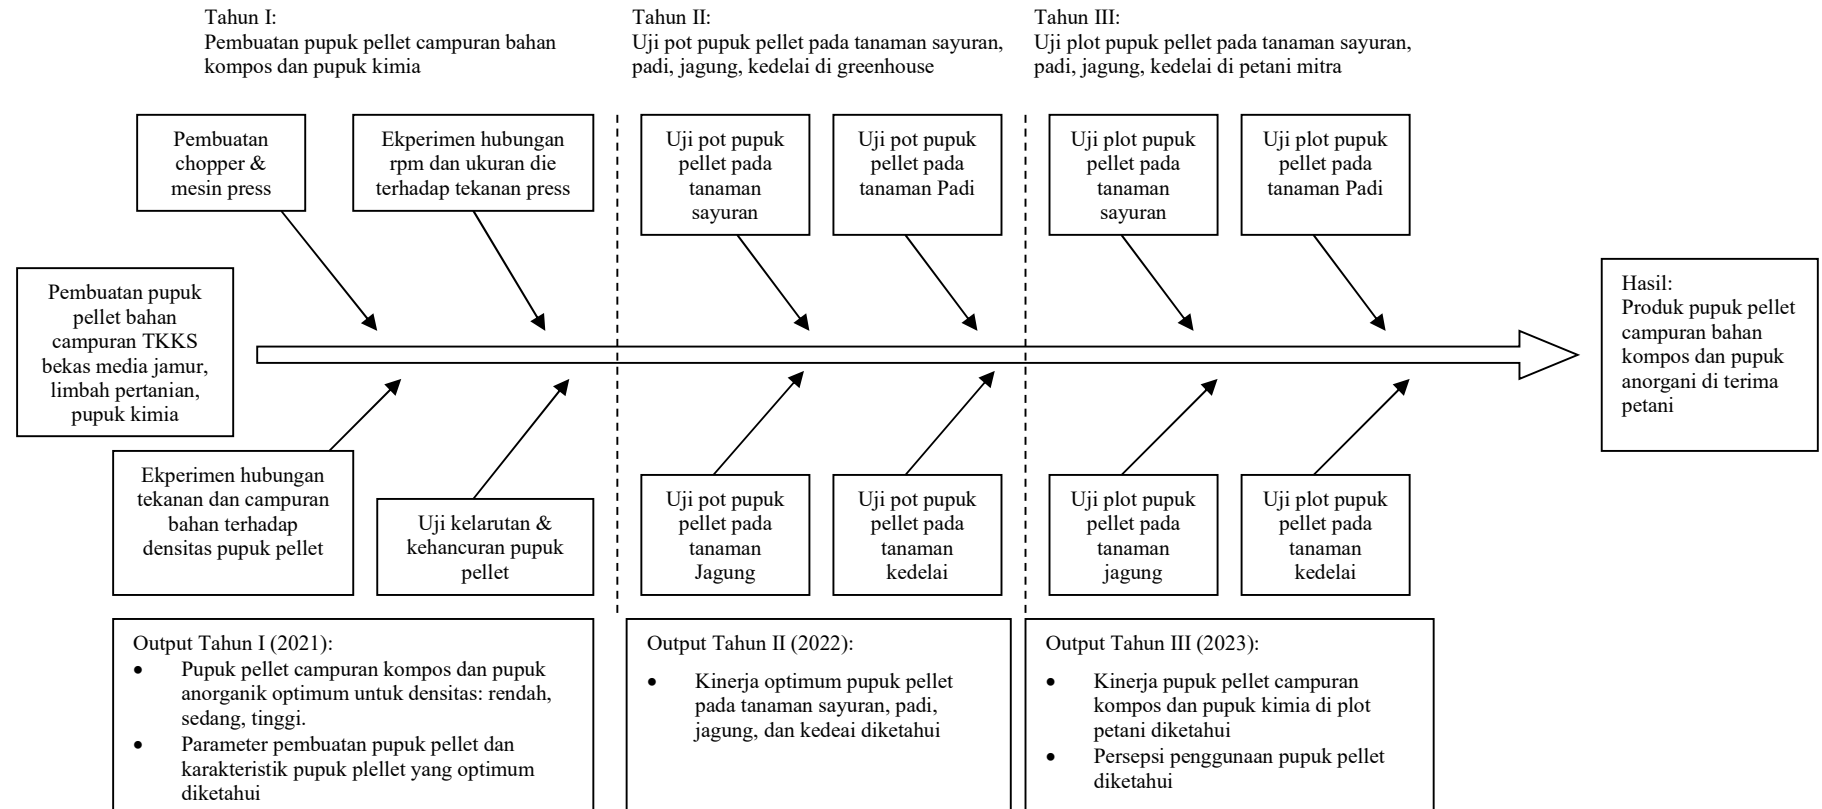 Tahun I:
Pembuatan pupuk pellet campuran bahan
kompos dan pupuk kimia
Tahun II:
Uji pot pupuk pellet pada tanaman sayuran,
padi, jagung, kedelai di greenhouse
Tahun III:
Uji plot pupuk pellet pada tanaman sayuran,
padi, jagung, kedelai di petani mitra
Pembuatan
chopper &
mesin press
Ekperimen hubungan
rpm dan ukuran die
terhadap tekanan press
Uji pot pupuk
pellet pada
tanaman
sayuran
Uji pot pupuk
pellet pada
tanaman Padi
Uji plot pupuk
pellet pada
tanaman
sayuran
Uji plot pupuk
pellet pada
tanaman Padi
Pembuatan pupuk
pellet bahan
campuran TKKS
bekas media jamur,
limbah pertanian,
pupuk kimia
Hasil:
Produk pupuk pellet
campuran bahan
kompos dan pupuk
anorgani di terima
petani
Ekperimen hubungan
tekanan dan campuran
bahan terhadap
densitas pupuk pellet
Uji kelarutan &
kehancuran pupuk
pellet
Uji pot pupuk
pellet pada
tanaman
Jagung
Uji pot pupuk
pellet pada
tanaman
kedelai
Uji plot pupuk
pellet pada
tanaman
jagung
Uji plot pupuk
pellet pada
tanaman
kedelai
Output Tahun I (2021):
• Pupuk pellet campuran kompos dan pupuk
anorganik optimum untuk densitas: rendah,
sedang, tinggi.
• Parameter pembuatan pupuk pellet dan
karakteristik pupuk plellet yang optimum
diketahui
Output Tahun II (2022):
• Kinerja optimum pupuk pellet
pada tanaman sayuran, padi,
jagung, dan kedeai diketahui
Output Tahun III (2023):
• Kinerja pupuk pellet campuran
kompos dan pupuk kimia di plot
petani diketahui
• Persepsi penggunaan pupuk pellet
diketahui